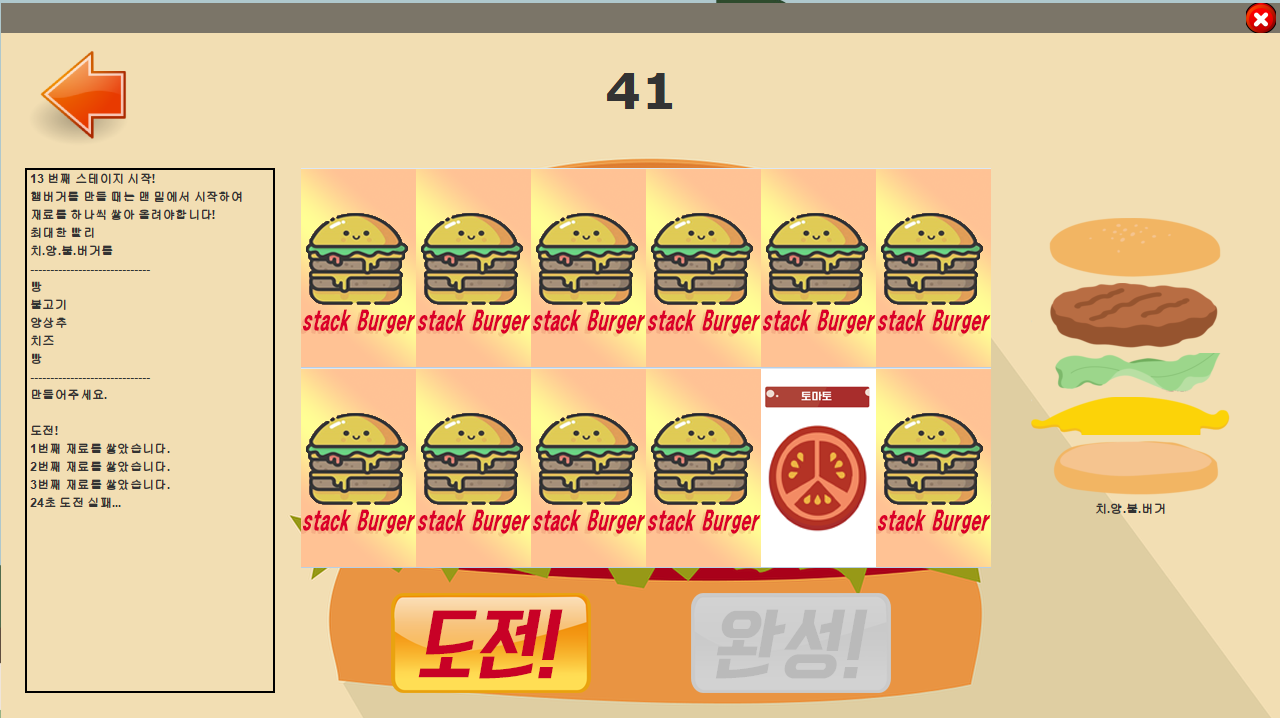 41
13 번째 스테이지 시작!
햄버거를 만들 때는 맨 밑에서 시작하여
재료를 하나씩 쌓아 올려야합니다!
최대한 빨리
치.양.불.버거를
------------------------------
빵
불고기
양상추
치즈
빵
------------------------------
만들어주세요.
도전!
1번째 재료를 쌓았습니다.
2번째 재료를 쌓았습니다.
3번째 재료를 쌓았습니다.
24초 도전 실패...
stack Burger stack Burger stack Burger stack Burger stack Burger stack Burger
토마토
stack Burger stack Burger stack Burger stack Burger stack Burger
치.양.불.버거
도전! 완성!